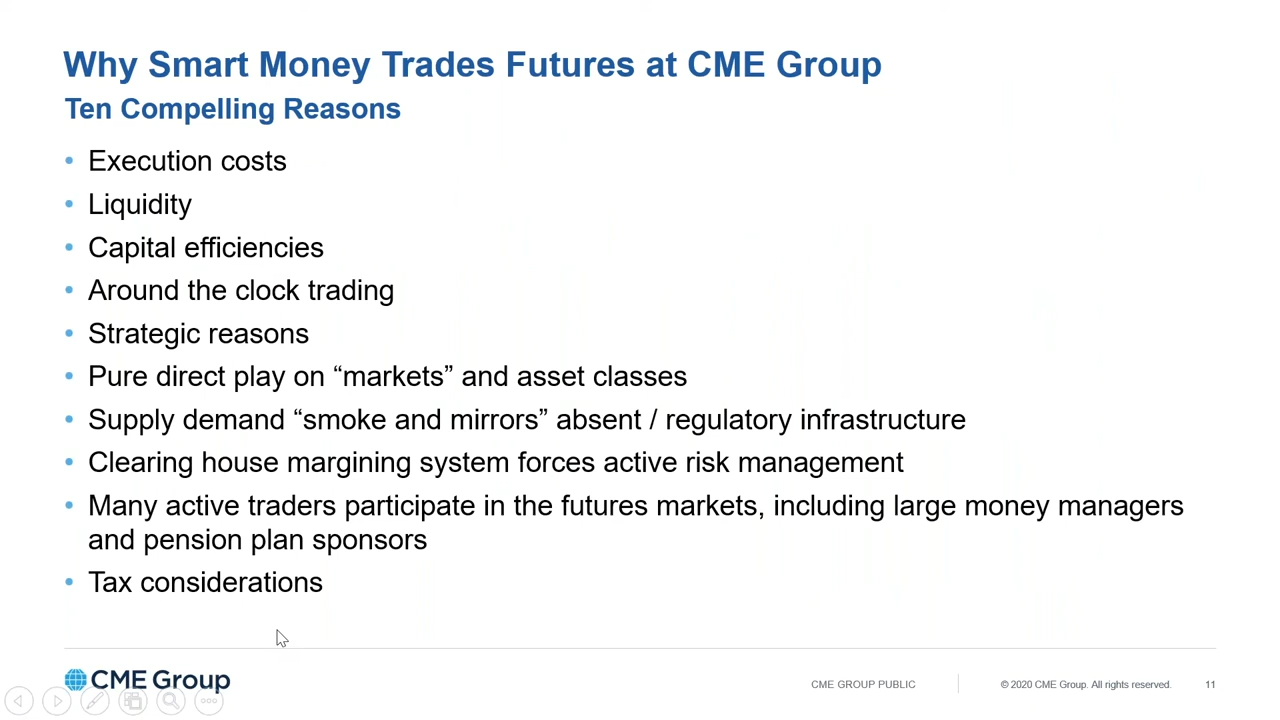 Why Smart Money Trades Futures at CME Group
Ten Compelling Reasons
• Execution costs
• Liquidity
• Capital efficiencies
• Around the clock trading
• Strategic reasons
• Pure direct play on “markets” and asset classes
• Supply demand “smoke and mirrors” absent / regulatory infrastructure
• Clearing house margining system forces active risk management
• Many active traders participate in the futures markets, including large money managers
and pension plan sponsors
• Tax considerations
CME Group
CME GROUP PUBLIC
© 2020 CME Group. All rights reserved.
11